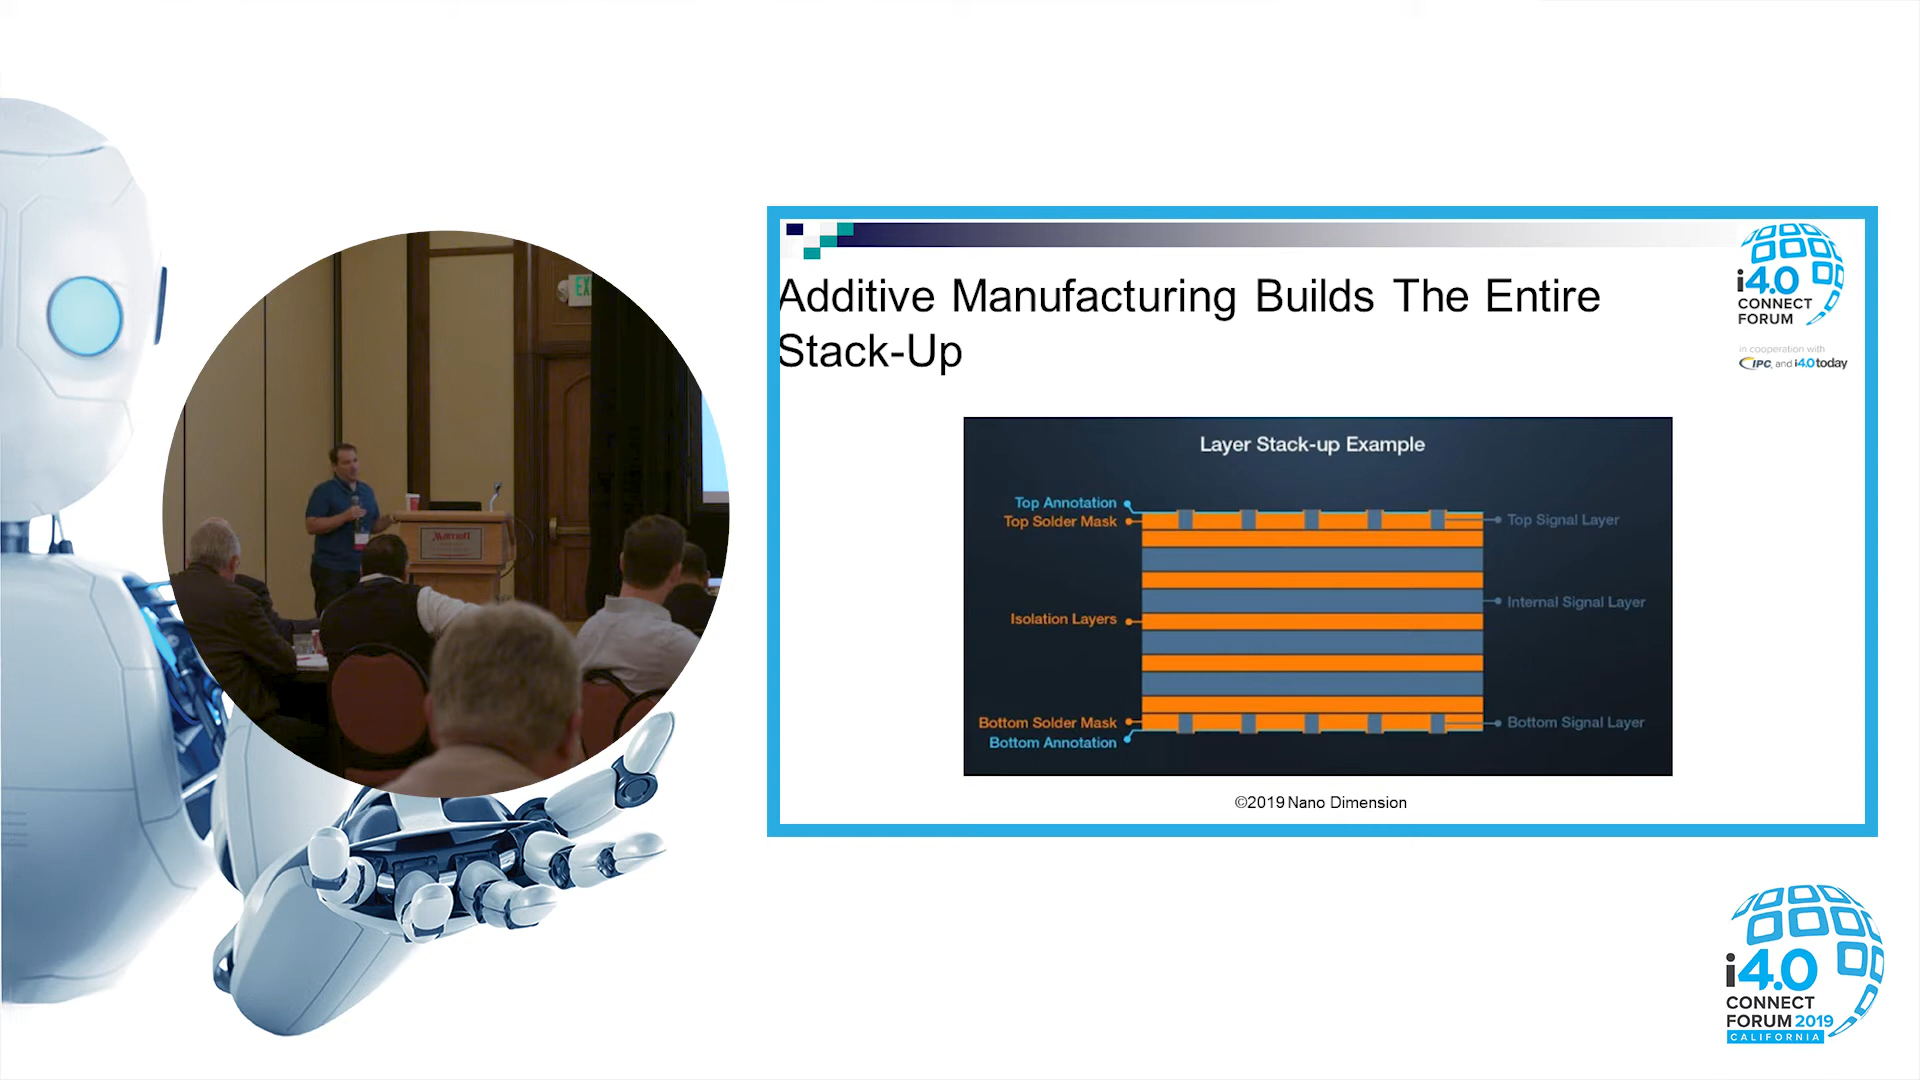 EX
Marriott
Additive Manufacturing Builds The Entire
Stack-Up
i4.0
CONNECT
FORUM
in cooperation with
IPC and i4.0today
Layer Stack-up Example
Top Annotation
Top Solder Mask
Top Signal Layer
Internal Signal Layer
Isolation Layers
Bottom Solder Mask
Bottom Signal Layer
Bottom Annotation
©2019 Nano Dimension
i4.0
CONNECT
FORUM 2019
CALIFORNIA